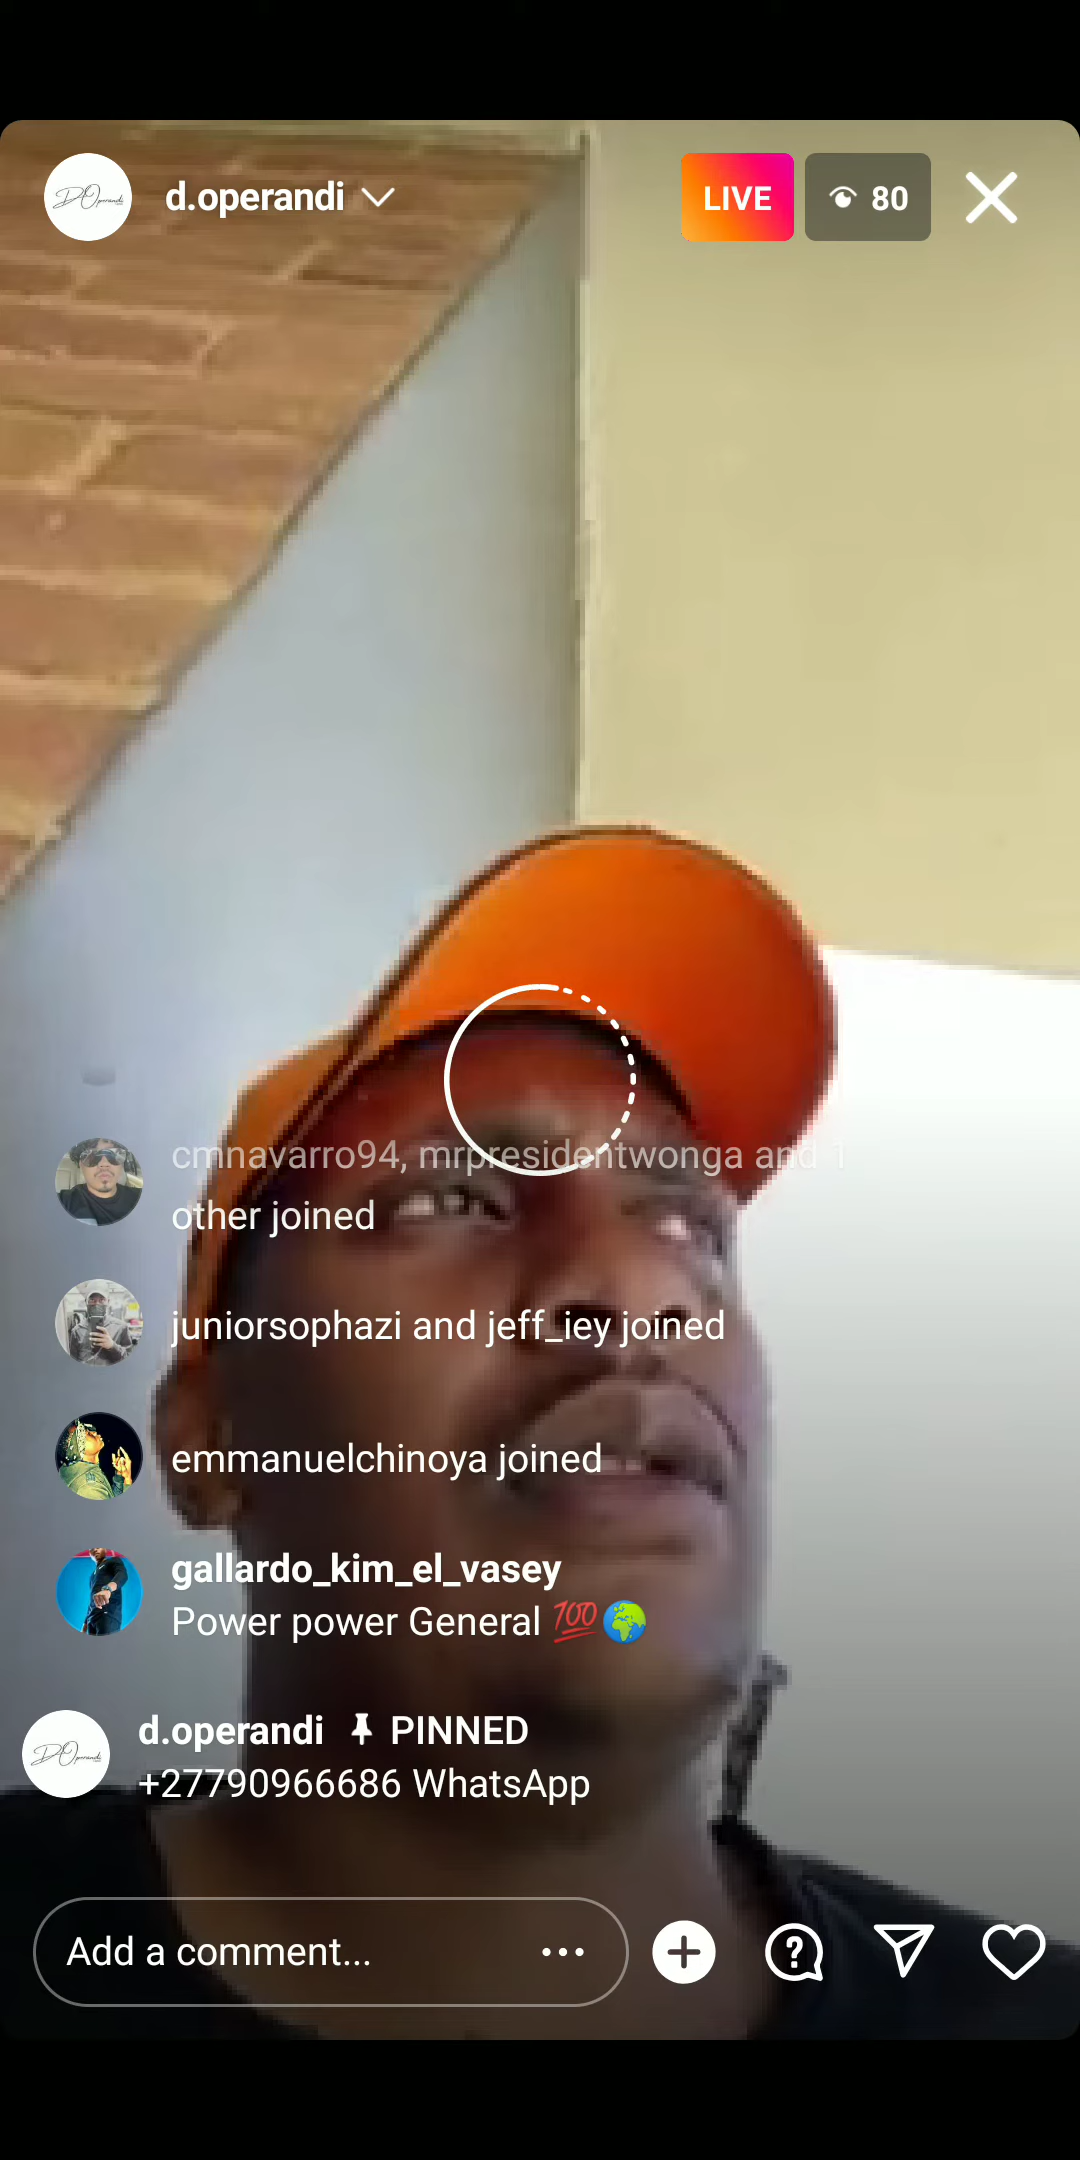 d.operandi
LIVE
80
cmnavarro94, mrpresidentwonga and 1
other joined
juniorsophazi and jeff_iey joined
emmanuelchinoya joined
gallardo_kim_el_vasey
Power power General 💯🌍
d.operandi PINNED
+27790966686 WhatsApp
Add a comment...